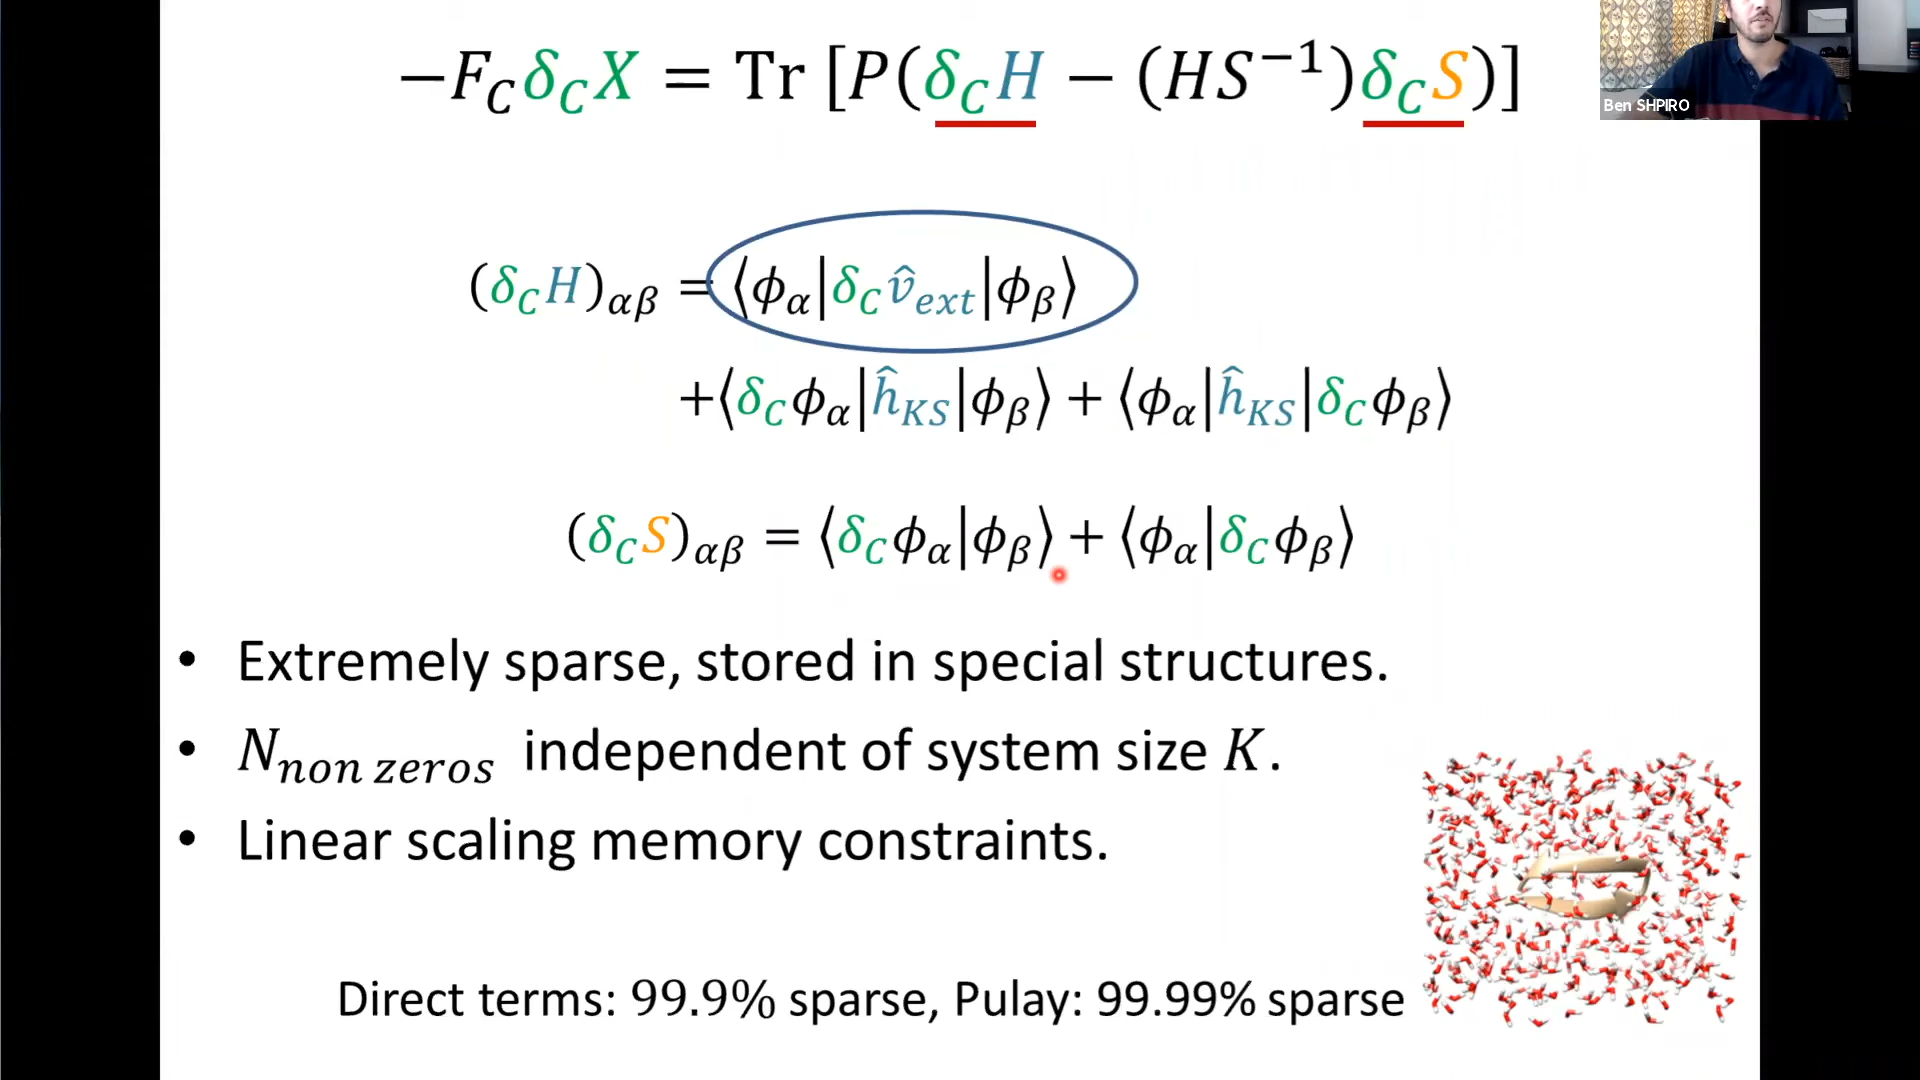 −F_C δ_C X = Tr [P(δ_C H − (HS⁻¹)δ_C S)]
Ben SHPIRO
(δ_C H)_αβ = ⟨ϕ_α|δ_C v̂_ext|ϕ_β⟩
+⟨δ_C ϕ_α|ĥ_KS|ϕ_β⟩ + ⟨ϕ_α|ĥ_KS|δ_C ϕ_β⟩
(δ_C S)_αβ = ⟨δ_C ϕ_α|ϕ_β⟩ + ⟨ϕ_α|δ_C ϕ_β⟩
• Extremely sparse, stored in special structures.
• N_non zeros independent of system size K.
• Linear scaling memory constraints.
Direct terms: 99.9% sparse, Pulay: 99.99% sparse